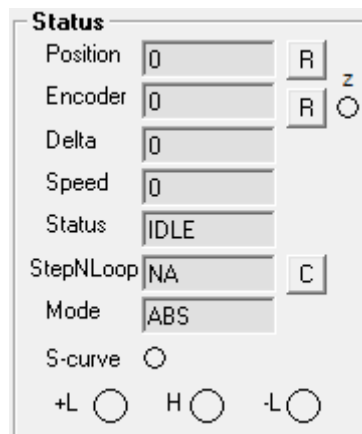 Status
Position 0 R
Z
Encoder 0 R
Delta 0
Speed 0
Status IDLE
StepNLoop NA C
Mode ABS
S-curve
+L H -L